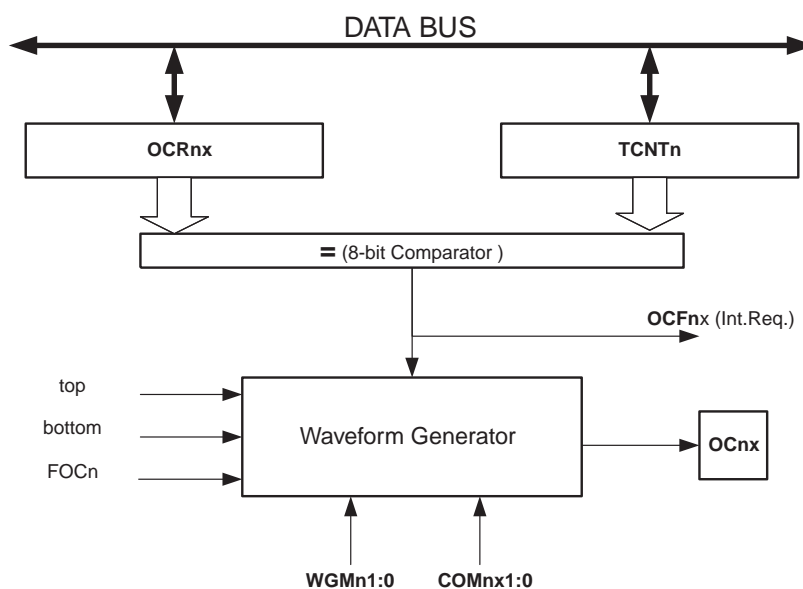 DATA BUS
OCRnx
TCNTn
= (8-bit Comparator )
OCFnx (Int.Req.)
top
bottom
FOCn
Waveform Generator
OCnx
WGMn1:0
COMnx1:0